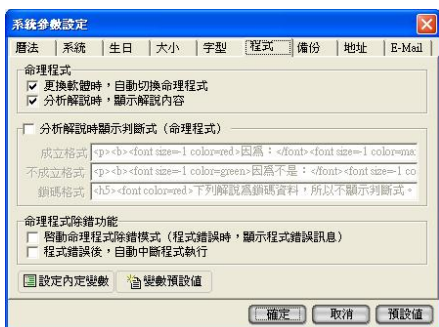 系統參數設定
曆法 系統 生日 大小 字型 程式 備份 地址 E-Mail
命理程式
更換軟體時，自動切換命理程式
分析解說時，顯示解說內容
分析解說時顯示判斷式（命理程式）
成立格式 <p><b><font size=-1 color=red>因為：</font><font size=-1 color=ma
不成立格式 <p><b><font size=-1 color=green>因為不是：</font><font size=-1 co
鎖碼格式 <h5><font color=red>下列解說為鎖碼資料，所以不顯示判斷式。
命理程式除錯功能
啓動命理程式除錯模式（程式錯誤時，顯示程式錯誤訊息）
程式錯誤後，自動中斷程式執行
設定內定變數 變數預設值
確定 取消 預設值